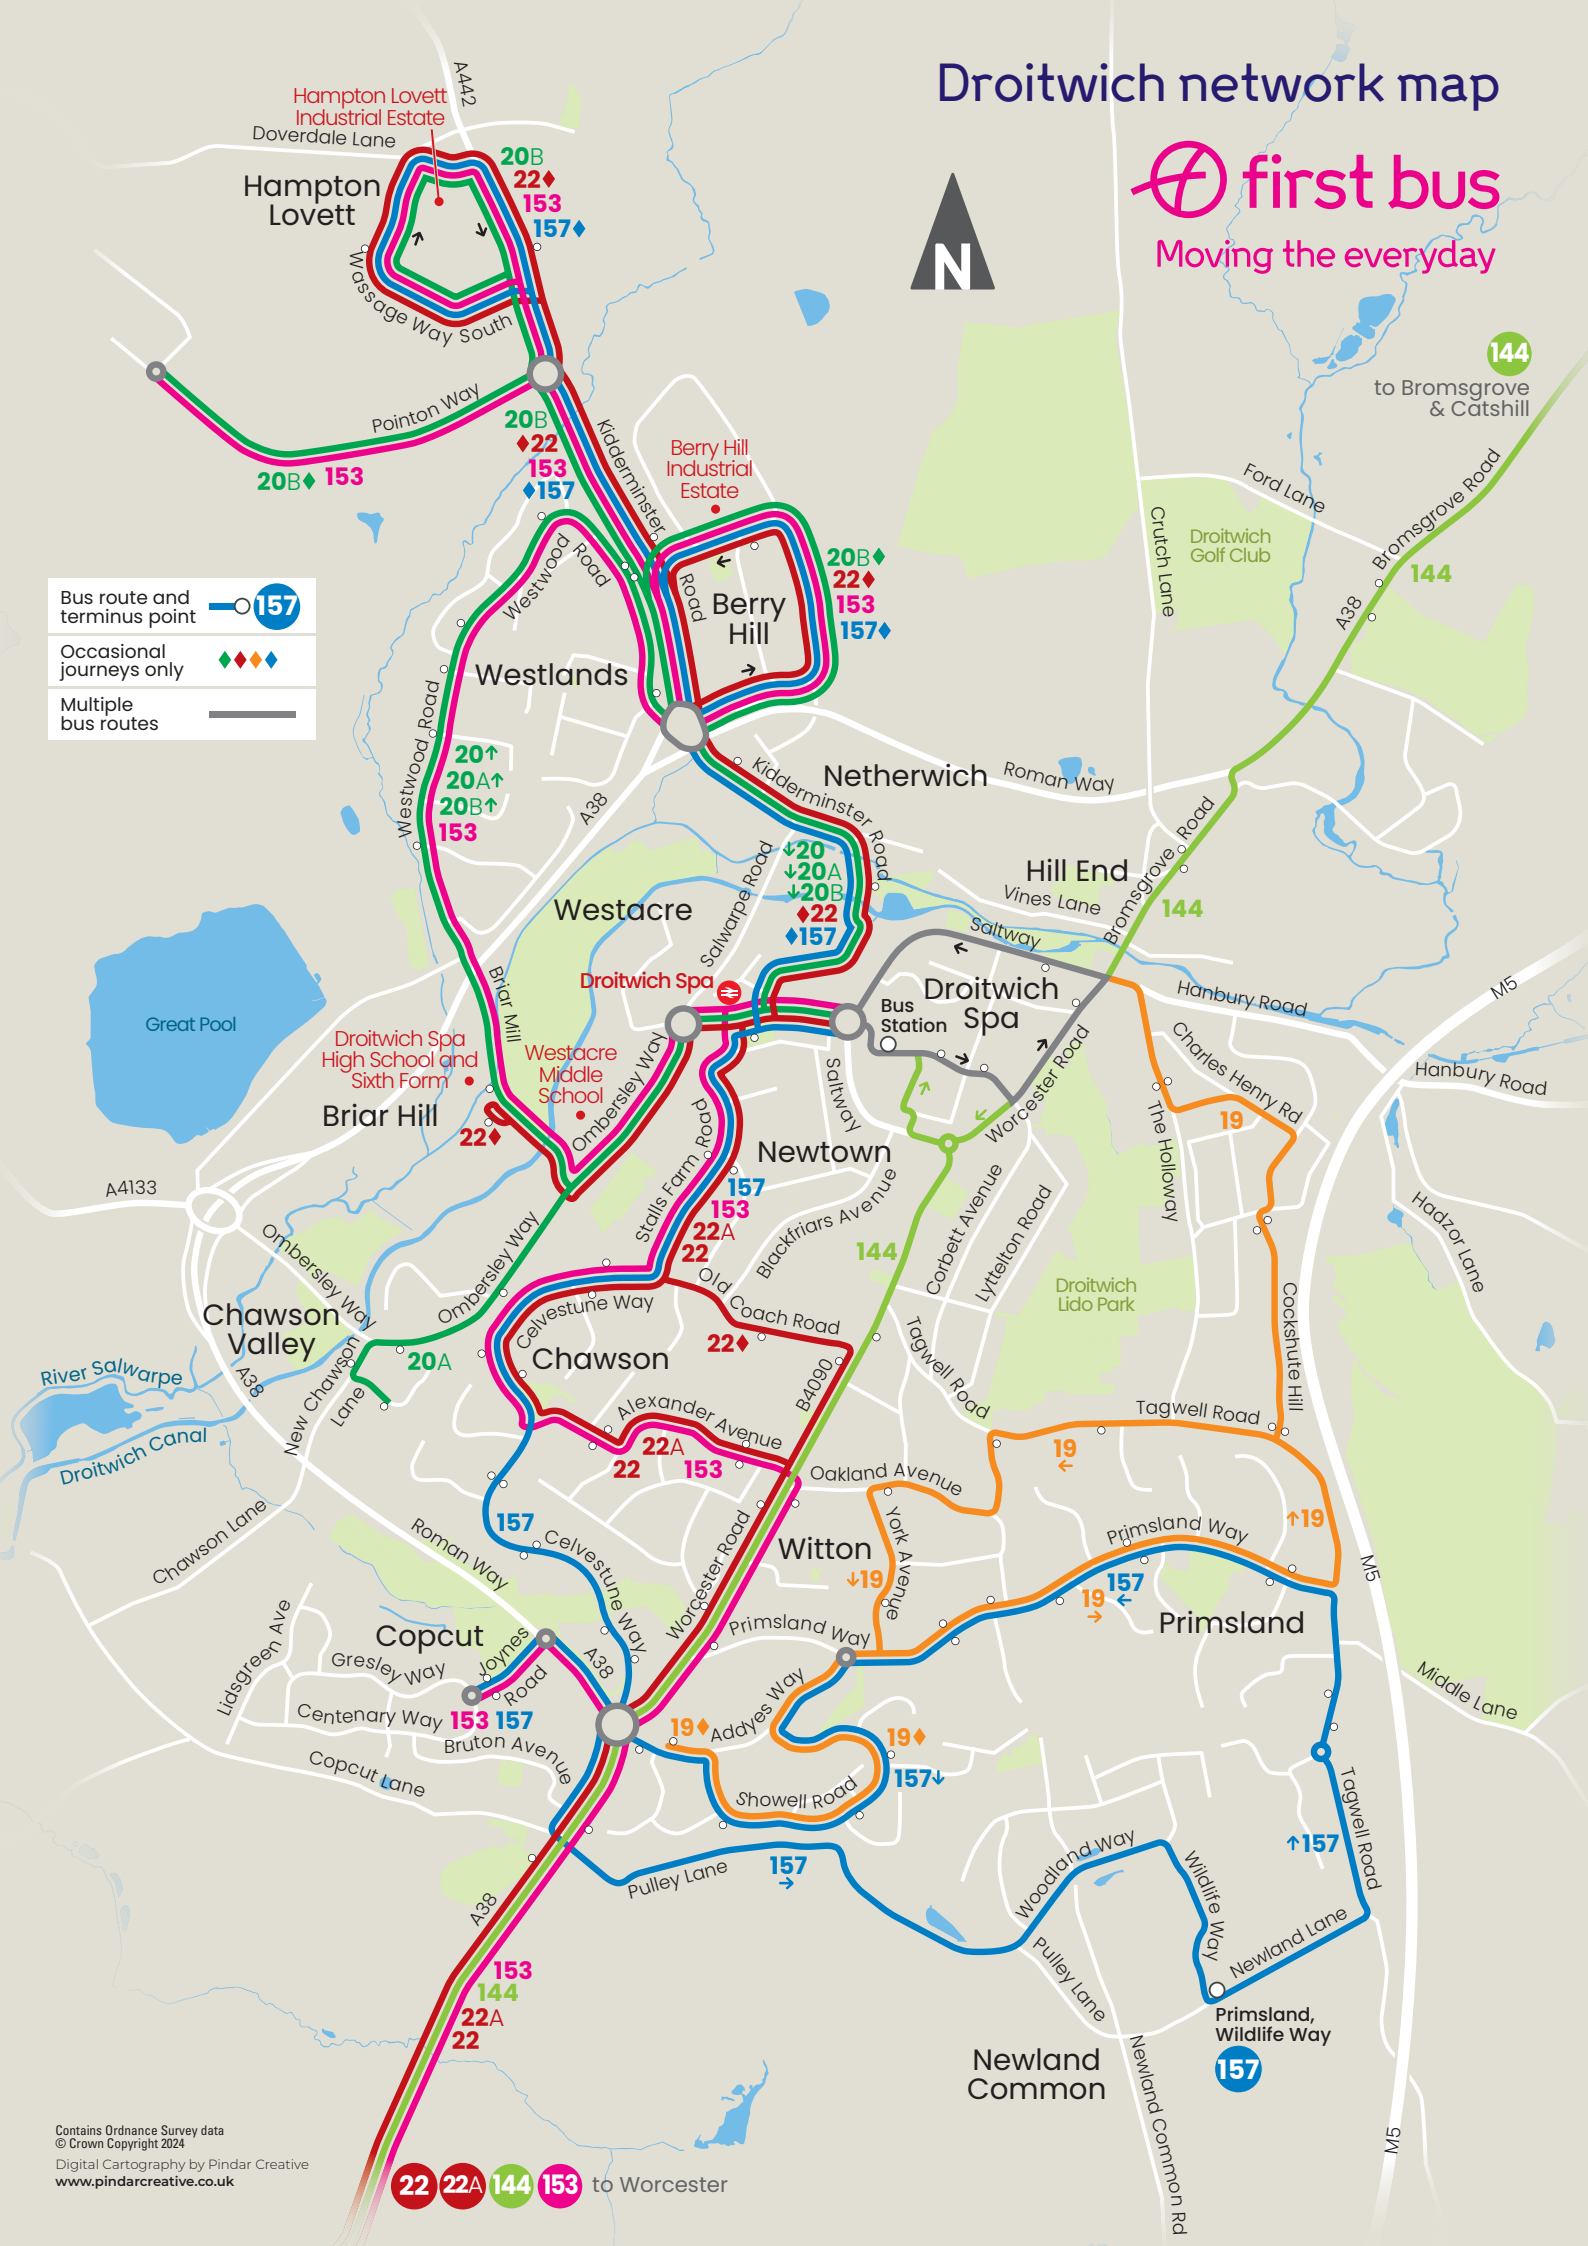 Droitwich network map
first bus
Moving the everyday
N
A442
Hampton Lovett
Industrial Estate
Doverdale Lane
Hampton
Lovett
20B
22♦
153
157♦
Wassage Way South
144
to Bromsgrove
& Catshill
Pointon Way
20B♦ 153
20B
♦22
153
♦157
Kidderminster
Road
Berry Hill
Industrial
Estate
Ford Lane
Bromsgrove Road
144
A38
Crutch Lane
Droitwich
Golf Club
Westwood
Road
20B♦
22♦
153
157♦
Berry
Hill
Bus route and
terminus point
157
Occasional
journeys only
Multiple
bus routes
Westlands
Westwood Road
20↑
20A↑
20B↑
153
A38
Kidderminster Road
Netherwich
Roman Way
↓20
↓20A
↓20B
♦22
♦157
Salwarpe Road
Hill End
Vines Lane
Bromsgrove Road
144
Westacre
Saltway
Droitwich Spa
Droitwich
Spa
Bus
Station
Hanbury Road
M5
Great Pool
Briar Mill
Droitwich Spa
High School and
Sixth Form
Westacre
Middle
School
Ombersley Way
Briar Hill
22♦
Saltway
Worcester Road
Charles Henry Rd
19
Hanbury Road
The Holloway
Stalls Farm Road
Newtown
157
153
22A
22
Blackfriars Avenue
144
Corbett Avenue
Lyttelton Road
Hadzor Lane
A4133
Ombersley Way
Ombersley Way
Droitwich
Lido Park
Cockshute Hill
Chawson
Valley
Celvestune Way
Old Coach Road
22♦
20A
Chawson
B4090
Tagwell Road
Tagwell Road
River Salwarpe
A38
New Chawson
Lane
Droitwich Canal
Alexander Avenue
22A
22
153
Oakland Avenue
19
←
157
Chawson Lane
Roman Way
Celvestune Way
Worcester Road
Witton
York Avenue
↓19
Primsland Way
↑19
157
←
19
→
M5
Primsland
Primsland Way
Copcut
Lidsgreen Ave
Gresley Way
Joynes
Road
A38
Centenary Way
153 157
Bruton Avenue
Copcut Lane
19♦
Addyes Way
19♦
157↓
Showell Road
Middle Lane
Tagwell Road
↑157
Pulley Lane
157
→
Woodland Way
Wildlife Way
Newland Lane
Pulley Lane
A38
153
144
22A
22
Primsland,
Wildlife Way
157
Newland
Common
Newland Common Rd
M5
Contains Ordnance Survey data
© Crown Copyright 2024
Digital Cartography by Pindar Creative
www.pindarcreative.co.uk
22 22A 144 153 to Worcester